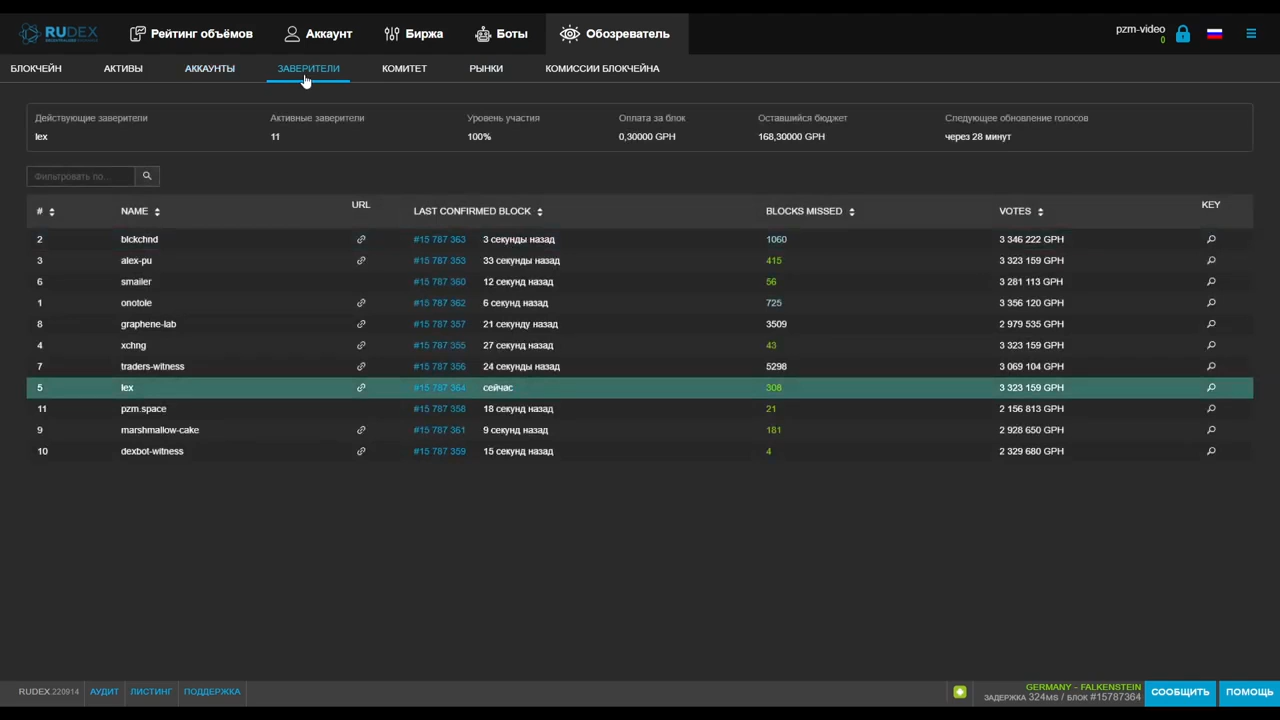 RUDEX
Рейтинг объёмов
Аккаунт
Биржа
Боты
Обозреватель
pzm-video
0
БЛОКЧЕЙН
АКТИВЫ
АККАУНТЫ
ЗАВЕРИТЕЛИ
КОМИТЕТ
РЫНКИ
КОМИССИИ БЛОКЧЕЙНА
Действующие заверители Активные заверители Уровень участия Оплата за блок Оставшийся бюджет Следующее обновление голосов
lex 11 100% 0,30000 GPH 168,30000 GPH через 28 минут
Фильтровать по...
# NAME URL LAST CONFIRMED BLOCK BLOCKS MISSED VOTES KEY
2 blckchnd #15 787 363 3 секунды назад 1060 3 346 222 GPH
3 alex-pu #15 787 353 33 секунды назад 415 3 323 159 GPH
6 smailer #15 787 360 12 секунд назад 56 3 281 113 GPH
1 onotole #15 787 362 6 секунд назад 725 3 356 120 GPH
8 graphene-lab #15 787 357 21 секунду назад 3509 2 979 535 GPH
4 xchng #15 787 355 27 секунд назад 43 3 323 159 GPH
7 traders-witness #15 787 356 24 секунды назад 5298 3 069 104 GPH
5 lex #15 787 364 сейчас 308 3 323 159 GPH
11 pzm.space #15 787 358 18 секунд назад 21 2 156 813 GPH
9 marshmallow-cake #15 787 361 9 секунд назад 181 2 928 650 GPH
10 dexbot-witness #15 787 359 15 секунд назад 4 2 329 680 GPH
RUDEX.220914 АУДИТ ЛИСТИНГ ПОДДЕРЖКА
GERMANY - FALKENSTEIN
ЗАДЕРЖКА 324MS / БЛОК #15787364
СООБЩИТЬ
ПОМОЩЬ